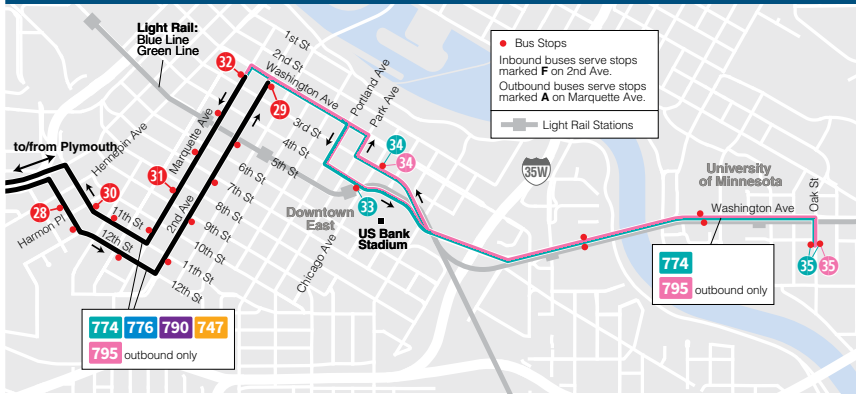 Light Rail:
Blue Line
Green Line
32
1st St
2nd St
Washington Ave
29
Portland Ave
Park Ave
Bus Stops
Inbound buses serve stops
marked F on 2nd Ave.
Outbound buses serve stops
marked A on Marquette Ave.
Light Rail Stations
to/from Plymouth
Hennepin Ave
Marquette Ave
3rd St
4th St
5th St
6th St
7th St
8th St
9th St
10th St
11th St
12th St
34
34
35W
University
of Minnesota
Oak St
Washington Ave
31
30
28
Harmon Pl
11th St
12th St
2nd Ave
33
Downtown
East
US Bank
Stadium
Chicago Ave
35
35
774
795 outbound only
774 776 790 747
795 outbound only